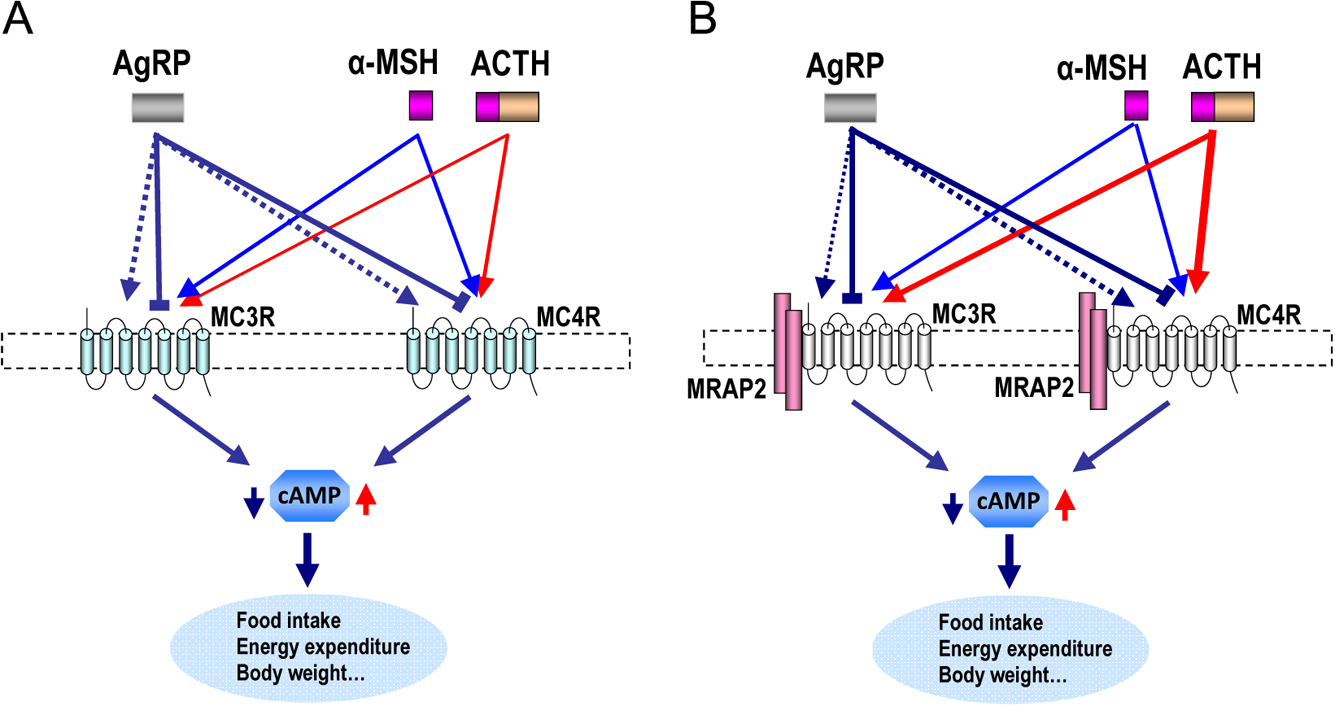 A
AgRP
α-MSH
ACTH
MC3R
MC4R
cAMP
Food intake
Energy expenditure
Body weight...
B
AgRP
α-MSH
ACTH
MC3R
MC4R
MRAP2
MRAP2
cAMP
Food intake
Energy expenditure
Body weight...